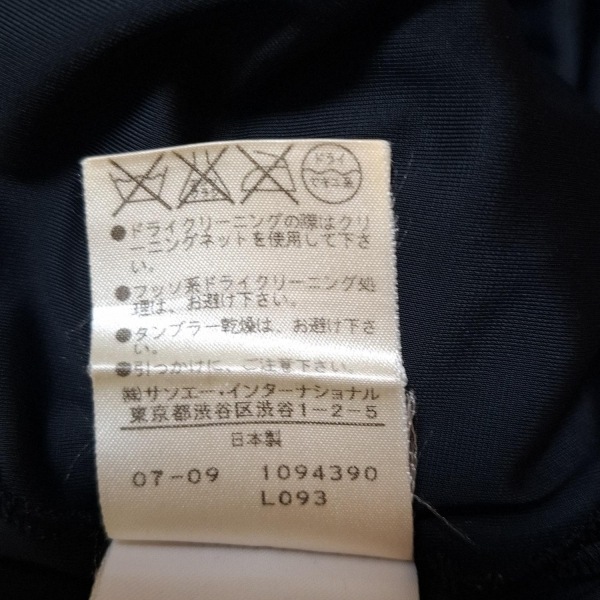 エンソサラシ
ドライ
セキユ系
●ドライクリーニングの際はクリ
ーニングネットを使用して下さ
い。
●フッソ系ドライクリーニング処
理は、お避け下さい。
●タンブラー乾燥は、お避け下さ
い。
●引っかけに、ご注意下さい。
㈱サンエー・インターナショナル
東京都渋谷区渋谷1-2-5
日本製
07-09 1094390
L093